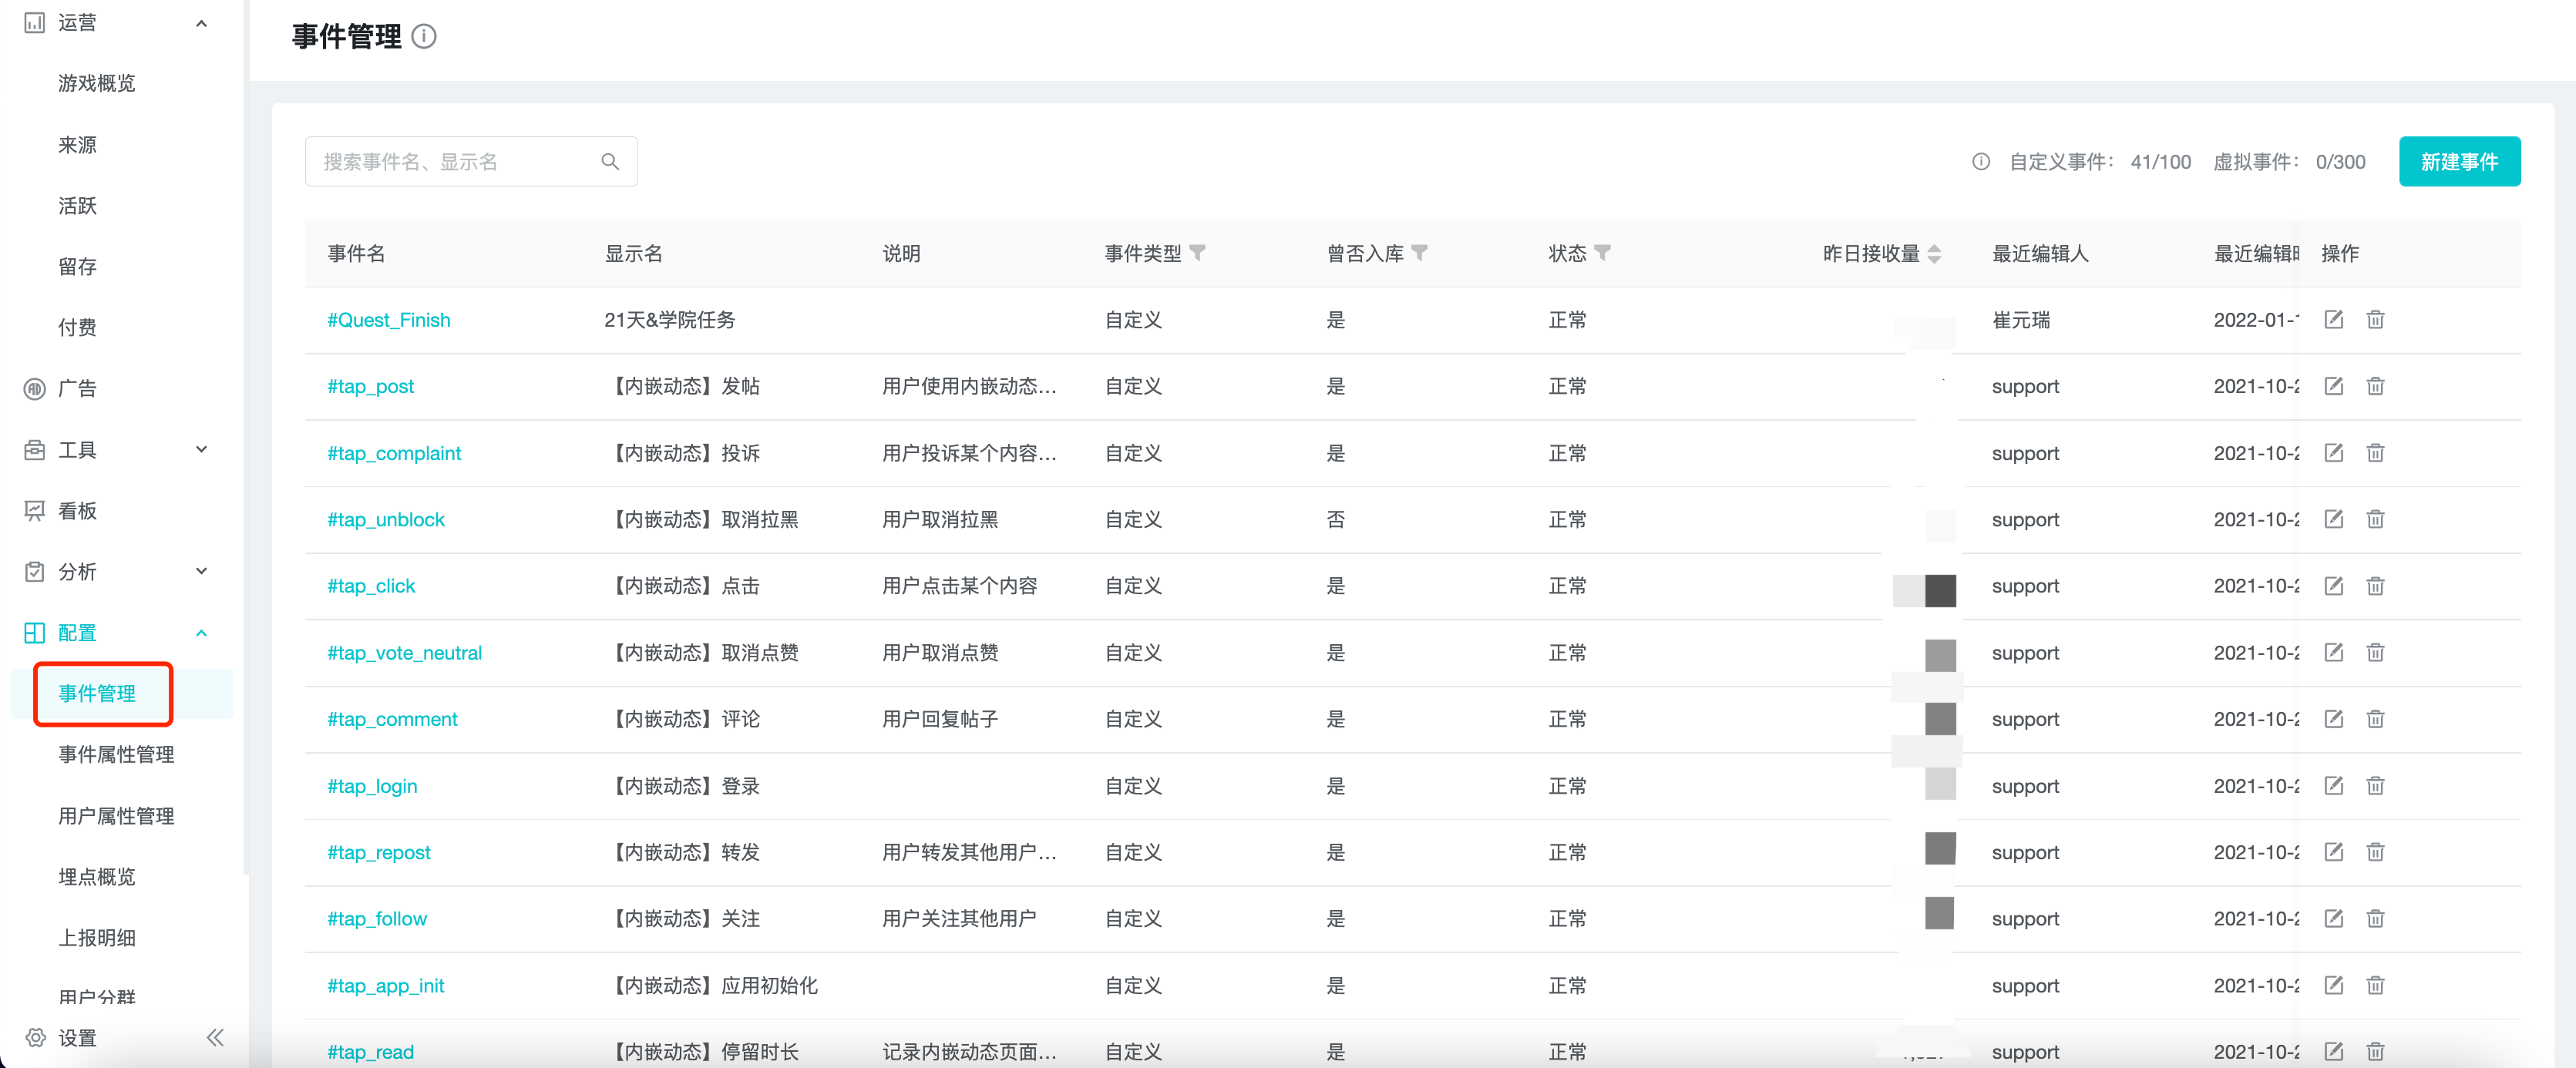 运营
游戏概览
来源
活跃
留存
付费
广告
工具
看板
分析
配置
事件管理
事件属性管理
用户属性管理
埋点概览
上报明细
用户分群
设置
事件管理
搜索事件名、显示名
自定义事件： 41/100 虚拟事件： 0/300 新建事件
事件名 显示名 说明 事件类型 曾否入库 状态 昨日接收量 最近编辑人 最近编辑 操作
#Quest_Finish 21天&学院任务 自定义 是 正常 崔元瑞 2022-01-
#tap_post 【内嵌动态】发帖 用户使用内嵌动态... 自定义 是 正常 support 2021-10-2
#tap_complaint 【内嵌动态】投诉 用户投诉某个内容... 自定义 是 正常 support 2021-10-2
#tap_unblock 【内嵌动态】取消拉黑 用户取消拉黑 自定义 否 正常 support 2021-10-2
#tap_click 【内嵌动态】点击 用户点击某个内容 自定义 是 正常 support 2021-10-2
#tap_vote_neutral 【内嵌动态】取消点赞 用户取消点赞 自定义 是 正常 support 2021-10-2
#tap_comment 【内嵌动态】评论 用户回复帖子 自定义 是 正常 support 2021-10-2
#tap_login 【内嵌动态】登录 自定义 是 正常 support 2021-10-2
#tap_repost 【内嵌动态】转发 用户转发其他用户... 自定义 是 正常 support 2021-10-2
#tap_follow 【内嵌动态】关注 用户关注其他用户 自定义 是 正常 support 2021-10-2
#tap_app_init 【内嵌动态】应用初始化 自定义 是 正常 support 2021-10-2
#tap_read 【内嵌动态】停留时长 记录内嵌动态页面... 自定义 是 正常 support 2021-10-2